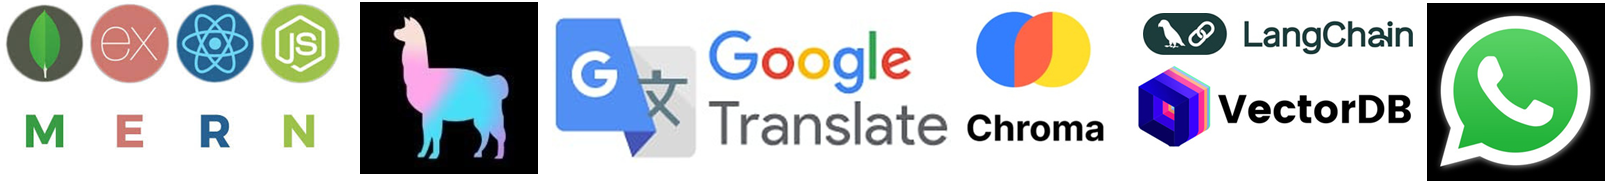 ex
JS
M E R N
G 文
Google
Translate
Chroma
LangChain
VectorDB